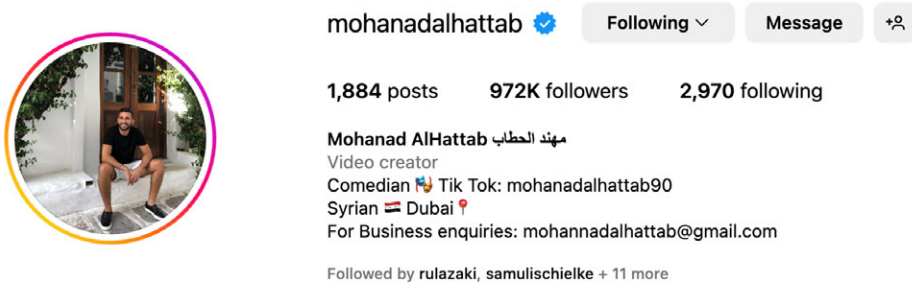 mohanadalhattab
Following
Message
1,884 posts 972K followers 2,970 following
Mohanad AlHattab مهند الحطاب
Video creator
Comedian 🎭 Tik Tok: mohanadalhattab90
Syrian 🇸🇾 Dubai📍
For Business enquiries: mohannadalhattab@gmail.com
Followed by rulazaki, samulischielke + 11 more